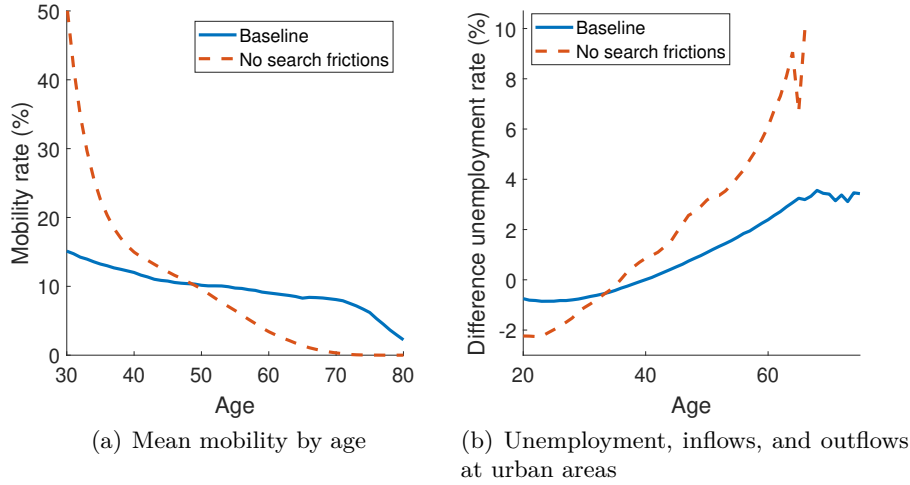 50
40
30
20
10
0
Mobility rate (%)
Baseline
No search frictions
30
40
50
60
70
80
Age
(a) Mean mobility by age
10
8
6
4
2
0
-2
Difference unemployment rate (%)
Baseline
No search frictions
20
40
60
Age
(b) Unemployment, inflows, and outflows
at urban areas